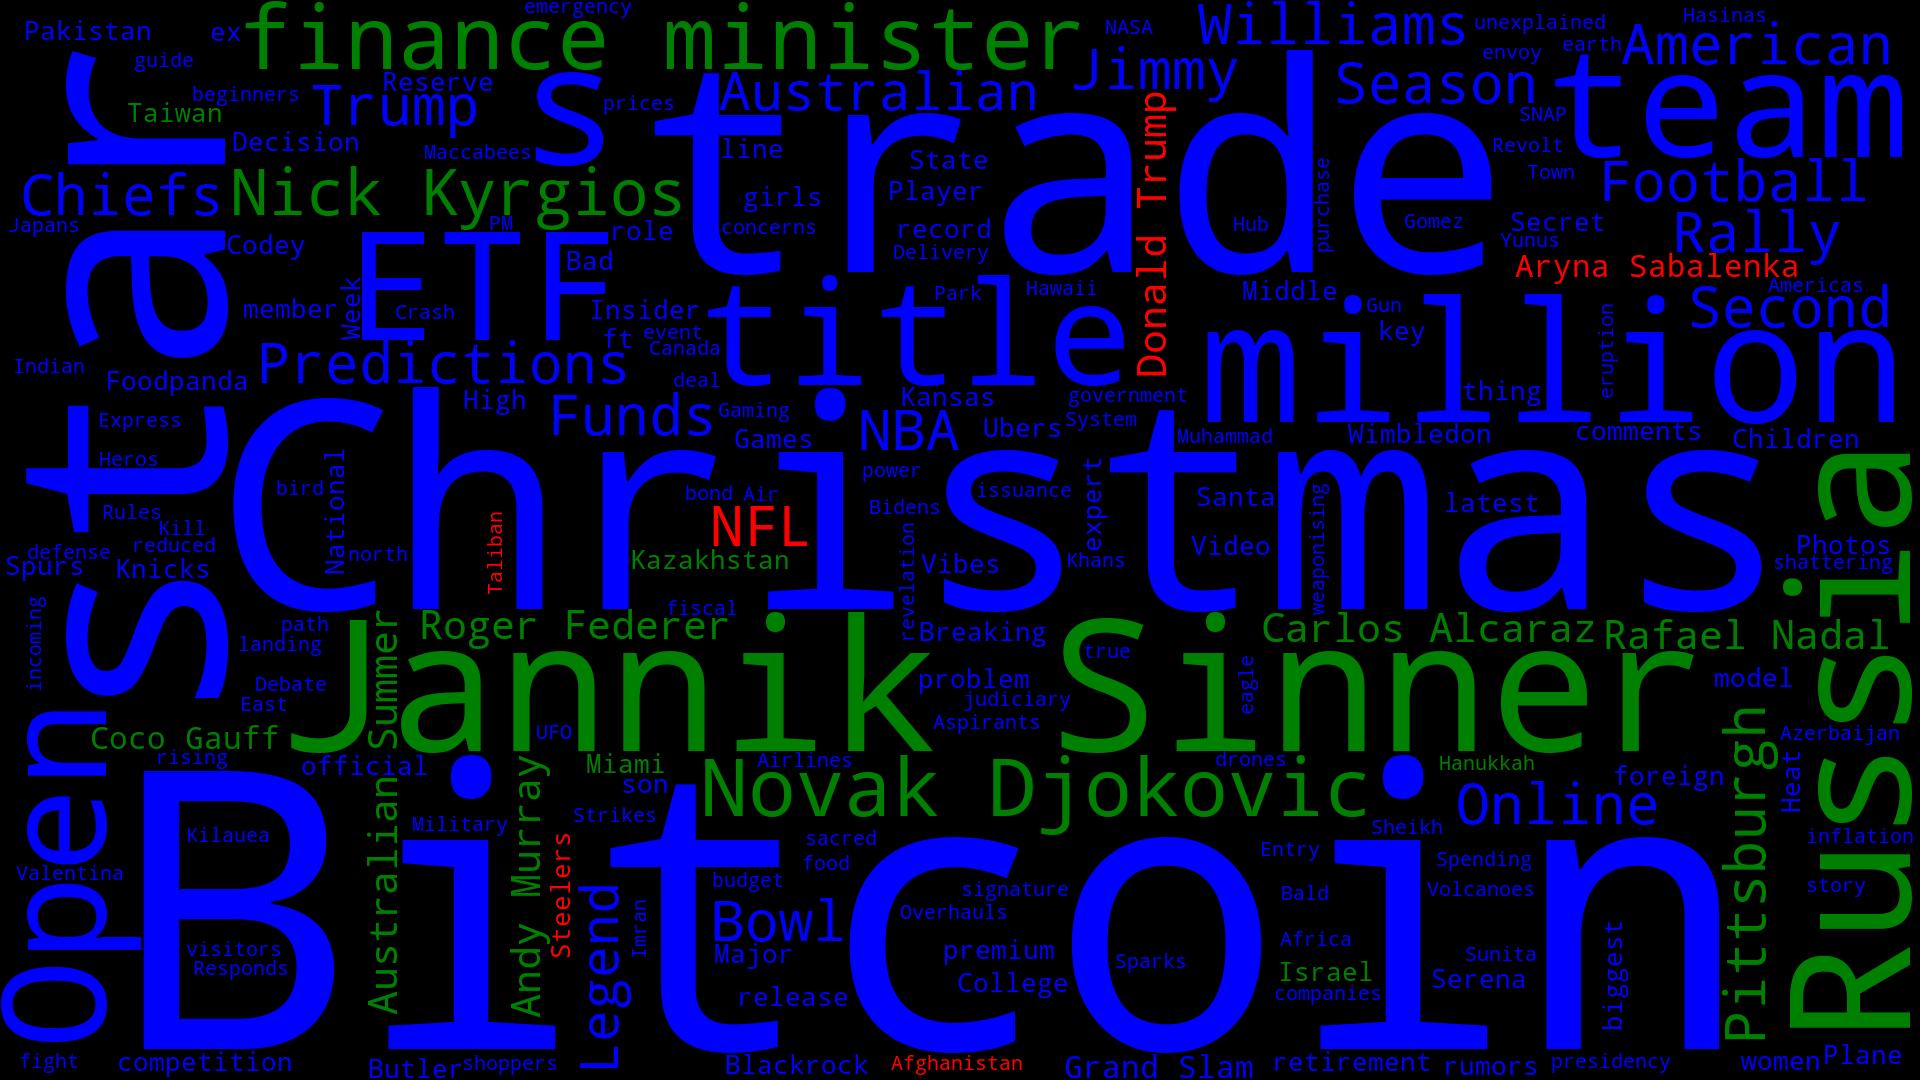 emergency
Pakistan
ex
finance minister
NASA
Williams
unexplained
Hasinas
guide
envoy
earth
American
Jimmy
Reserve
beginners
Taiwan
Trump
s
prices
Australian
Season
team
Decision
Maccabees
trade
line
State
SNAP
Revolt
Town
Chiefs
Nick Kyrgios
girls
Player
Donald Trump
purchase
Football
Japans
PM
Codey
role
concerns
record
Delivery
Hub
Gomez
Secret
Yunus
Rally
ETF
Bad
Aryna Sabalenka
star
member
Week
Crash
Insider
ft
event
Canada
title
Park
Hawaii
Middle
Gun
key
million
Americas
Second
eruption
Indian
Foodpanda
Predictions
deal
Kansas
government
thing
Express
High
Funds
Gaming
Games
NBA
Ubers
System
Muhammad
Wimbledon
comments
Children
Heros
Christmas
bird
National
power
bond
Air
Bidens
issuance
expert
Santa
weaponising
latest
Rules
Kill
reduced
defense
Spurs
Knicks
north
Taliban
NFL
Kazakhstan
revelation
Vibes
Khans
Video
Photos
shattering
Russia
incoming
path
landing
fiscal
Roger Federer
Breaking
true
Carlos Alcaraz
Rafael Nadal
Debate
East
Australian Summer
Jannik Sinner
problem
judiciary
Aspirants
eagle
model
Open
Coco Gauff
rising
official
UFO
Miami
son
Airlines
Novak Djokovic
drones
Hanukkah
foreign
Azerbaijan
Heat
Pittsburgh
Bitcoin
Kilauea
Military
Andy Murray
Strikes
Steelers
sacred
food
Sheikh
Online
inflation
Valentina
budget
signature
Entry
Spending
Volcanoes
Bald
story
Legend
Imran
Bowl
Major
Overhauls
premium
College
Sparks
Africa
Israel
companies
Sunita
Serena
biggest
visitors
Responds
release
fight
competition
Butler
shoppers
Blackrock
Afghanistan
Grand Slam
retirement
rumors
presidency
women
Plane